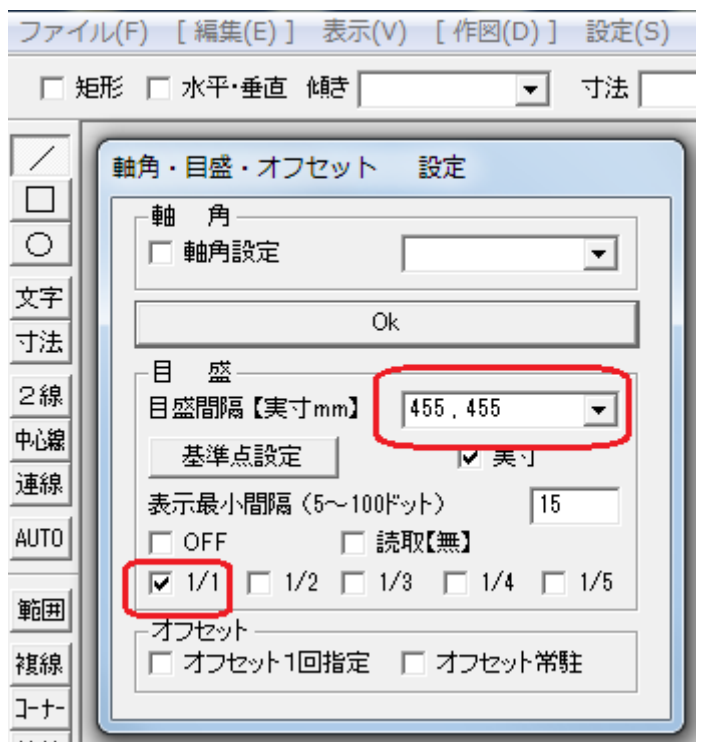 ファイル(F) [ 編集(E) ] 表示(V) [ 作図(D) ] 設定(S)
矩形 水平・垂直 傾き 寸法
／
□
○
文字
寸法
２線
中心線
連線
AUTO
範囲
複線
コーナー
軸角・目盛・オフセット 設定
軸 角
軸角設定
Ok
目 盛
目盛間隔【実寸mm】 455 , 455
基準点設定 実寸
表示最小間隔（5～100ドット） 15
OFF 読取【無】
1/1 1/2 1/3 1/4 1/5
オフセット
オフセット1回指定 オフセット常駐